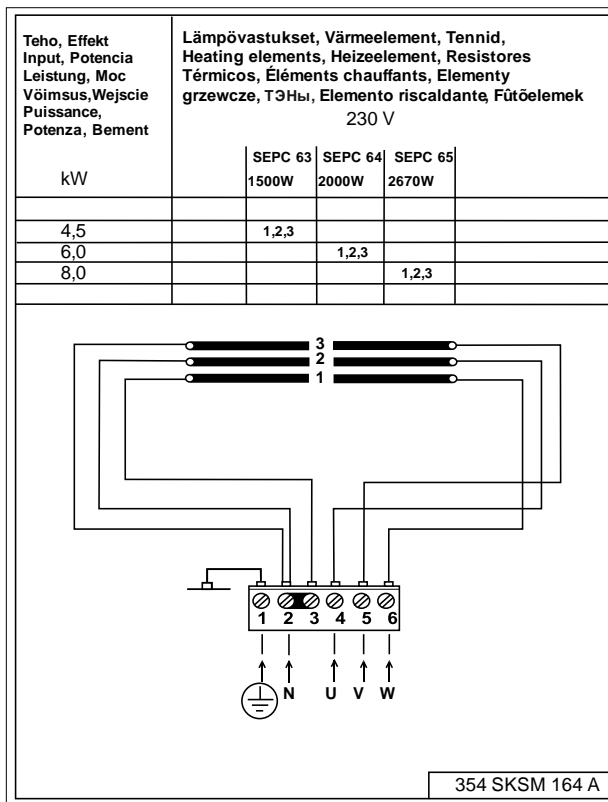 Teho, Effekt
Input, Potencia
Leistung, Moc
Vöimsus,Wejscie
Puissance,
Potenza, Bement
kW
Lämpövastukset, Värmeelement, Tennid,
Heating elements, Heizeelement, Resistores
Térmicos, Éléments chauffants, Elementy
grzewcze, ТЭНы, Elemento riscaldante, Fûtöelemek
230 V
SEPC 63 SEPC 64 SEPC 65
1500W 2000W 2670W
4,5 1,2,3
6,0 1,2,3
8,0 1,2,3
3
2
1
1 2 3 4 5 6
N U V W
354 SKSM 164 A